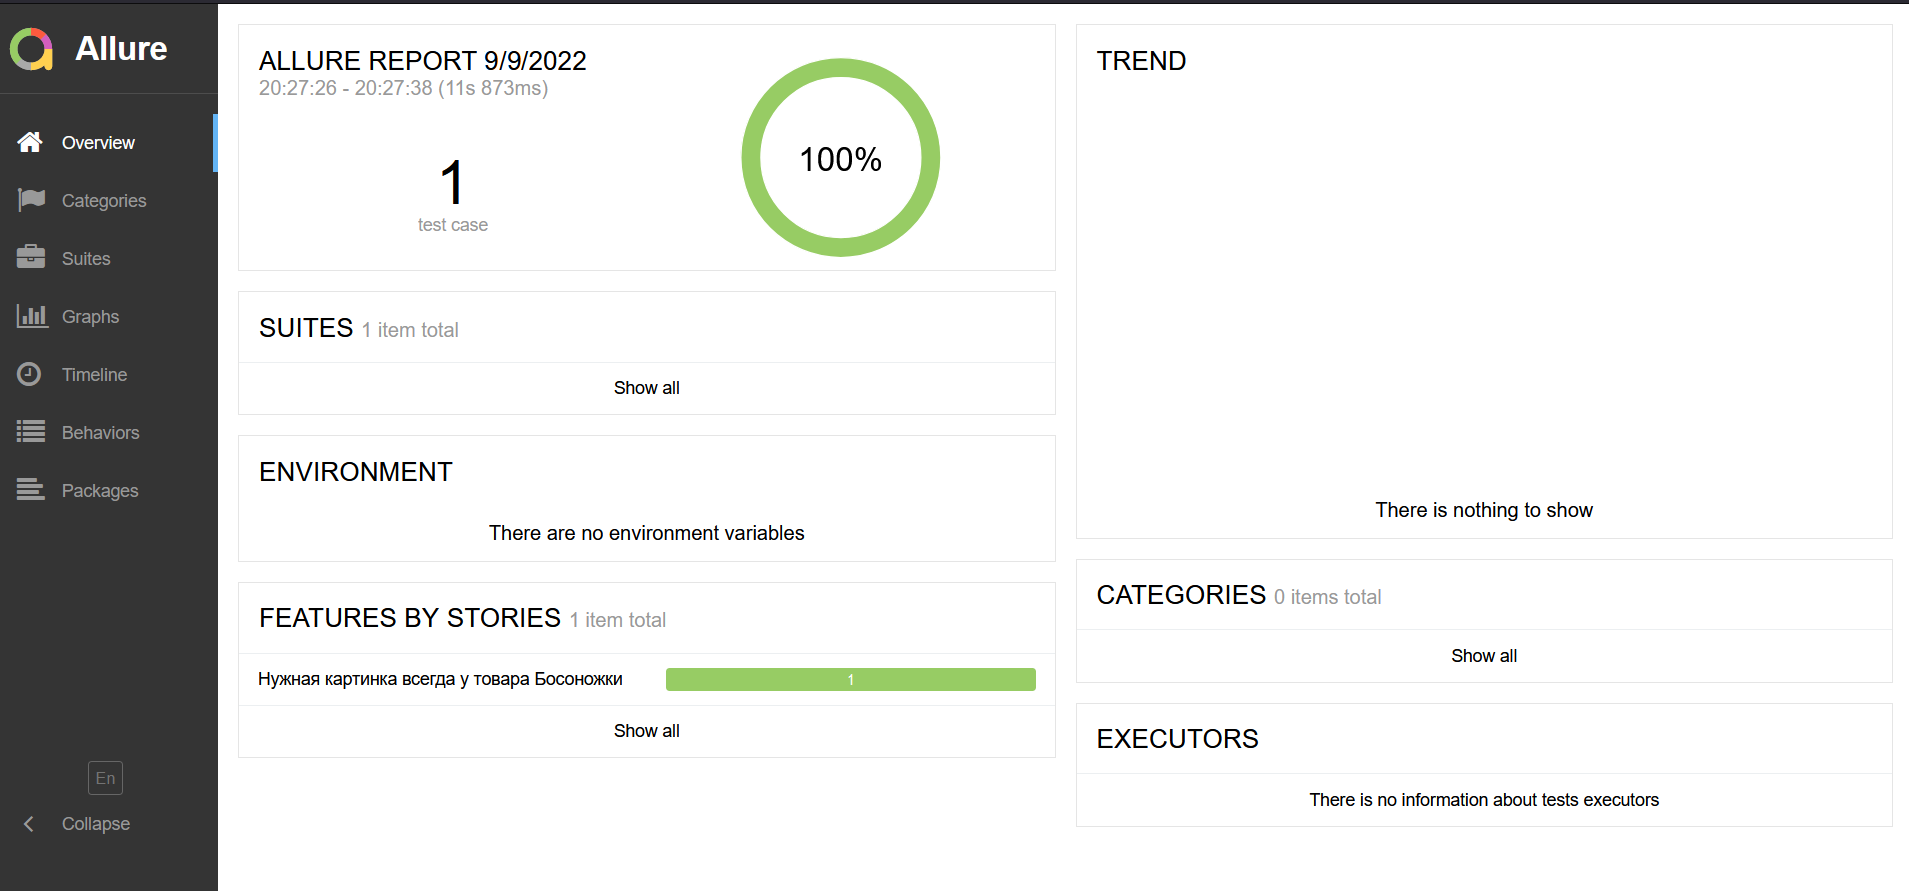 Allure
Overview
Categories
Suites
Graphs
Timeline
Behaviors
Packages
En
Collapse
ALLURE REPORT 9/9/2022
20:27:26 - 20:27:38 (11s 873ms)
1
test case
100%
SUITES 1 item total
Show all
ENVIRONMENT
There are no environment variables
FEATURES BY STORIES 1 item total
Нужная картинка всегда у товара Босоножки 1
Show all
TREND
There is nothing to show
CATEGORIES 0 items total
Show all
EXECUTORS
There is no information about tests executors